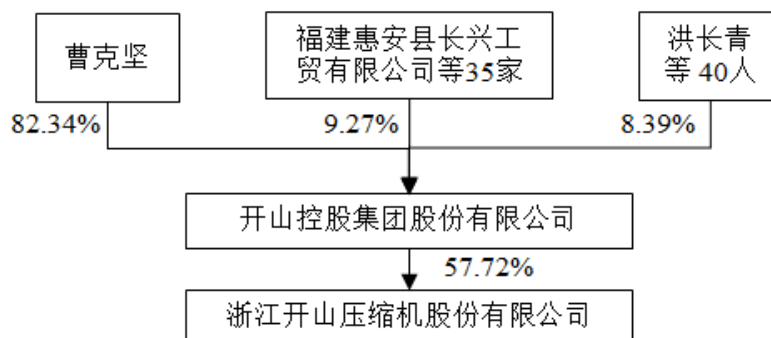 曹克坚
福建惠安县长兴工
贸有限公司等35家
洪长青
等 40人
82.34%
9.27%
8.39%
开山控股集团股份有限公司
57.72%
浙江开山压缩机股份有限公司